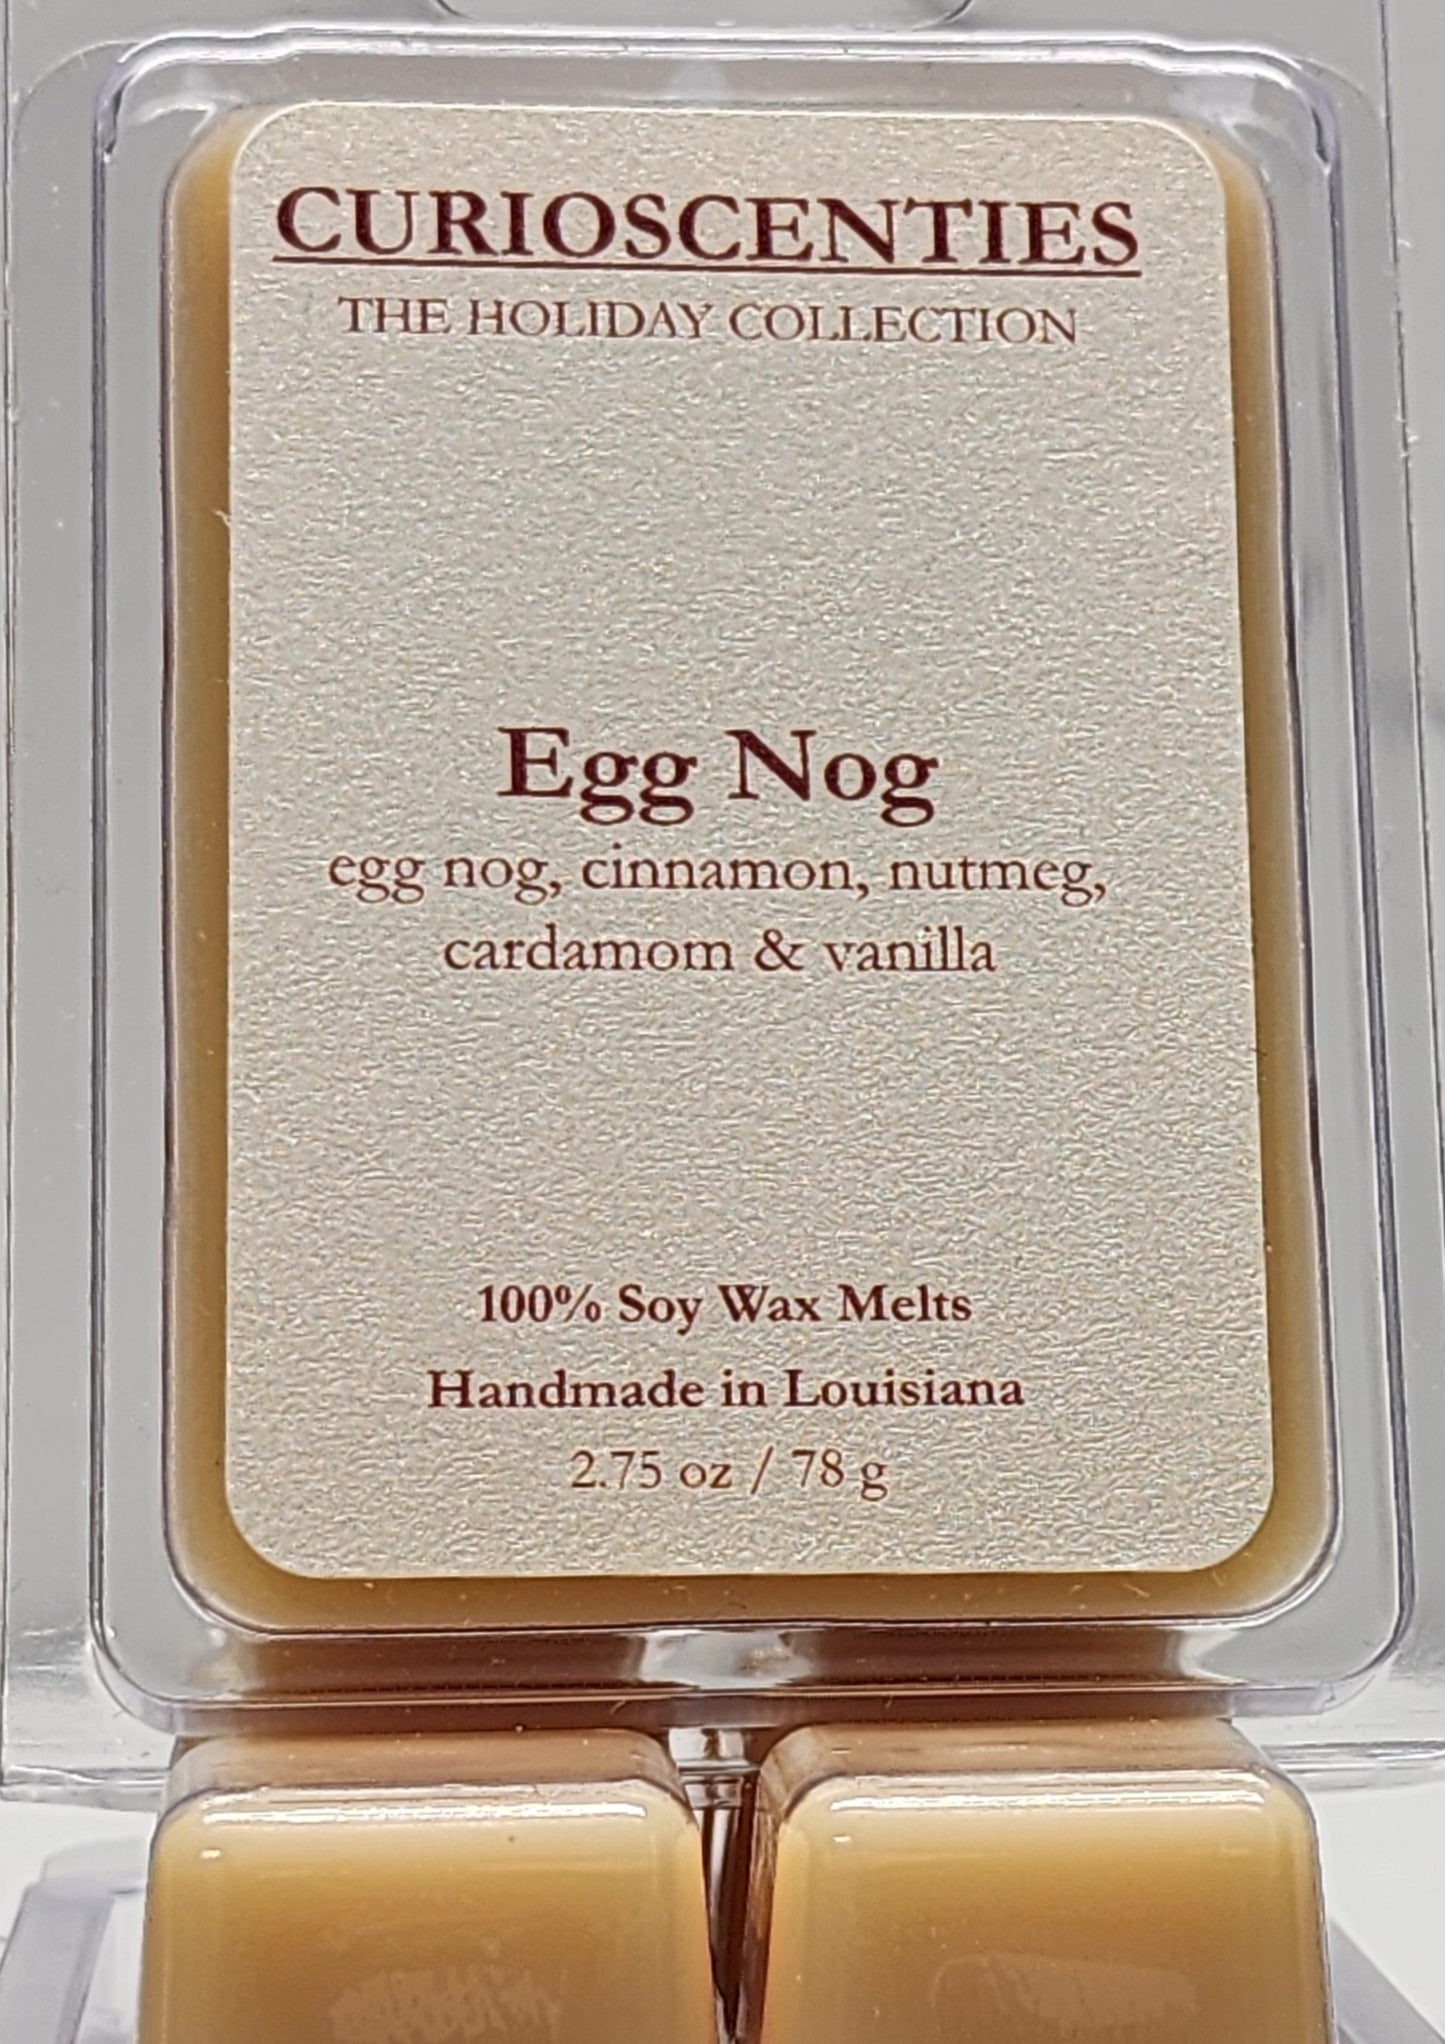 CURIOSCENTIES
THE HOLIDAY COLLECTION
Egg Nog
egg nog, cinnamon, nutmeg,
cardamom & vanilla
100% Soy Wax Melts
Handmade in Louisiana
2.75 oz / 78 g